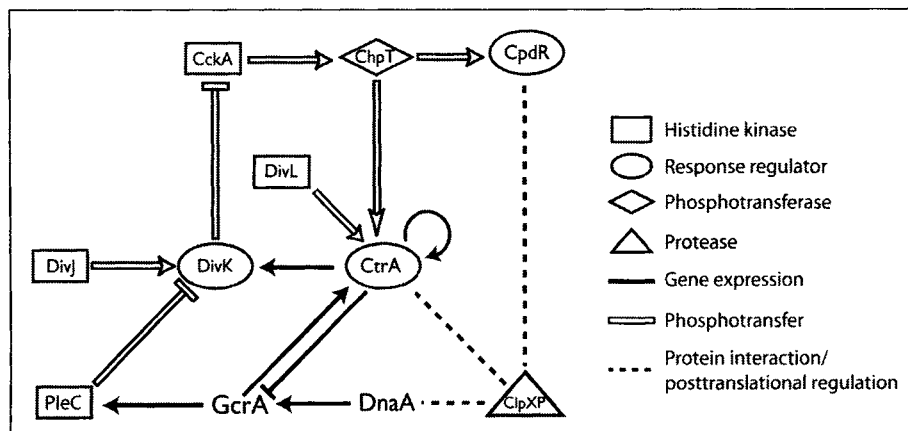 CckA
ChpT
CpdR
DivL
DivJ
DivK
CtrA
PleC
GcrA
DnaA
ClpXP
Histidine kinase
Response regulator
Phosphotransferase
Protease
Gene expression
Phosphotransfer
Protein interaction/
posttranslational regulation